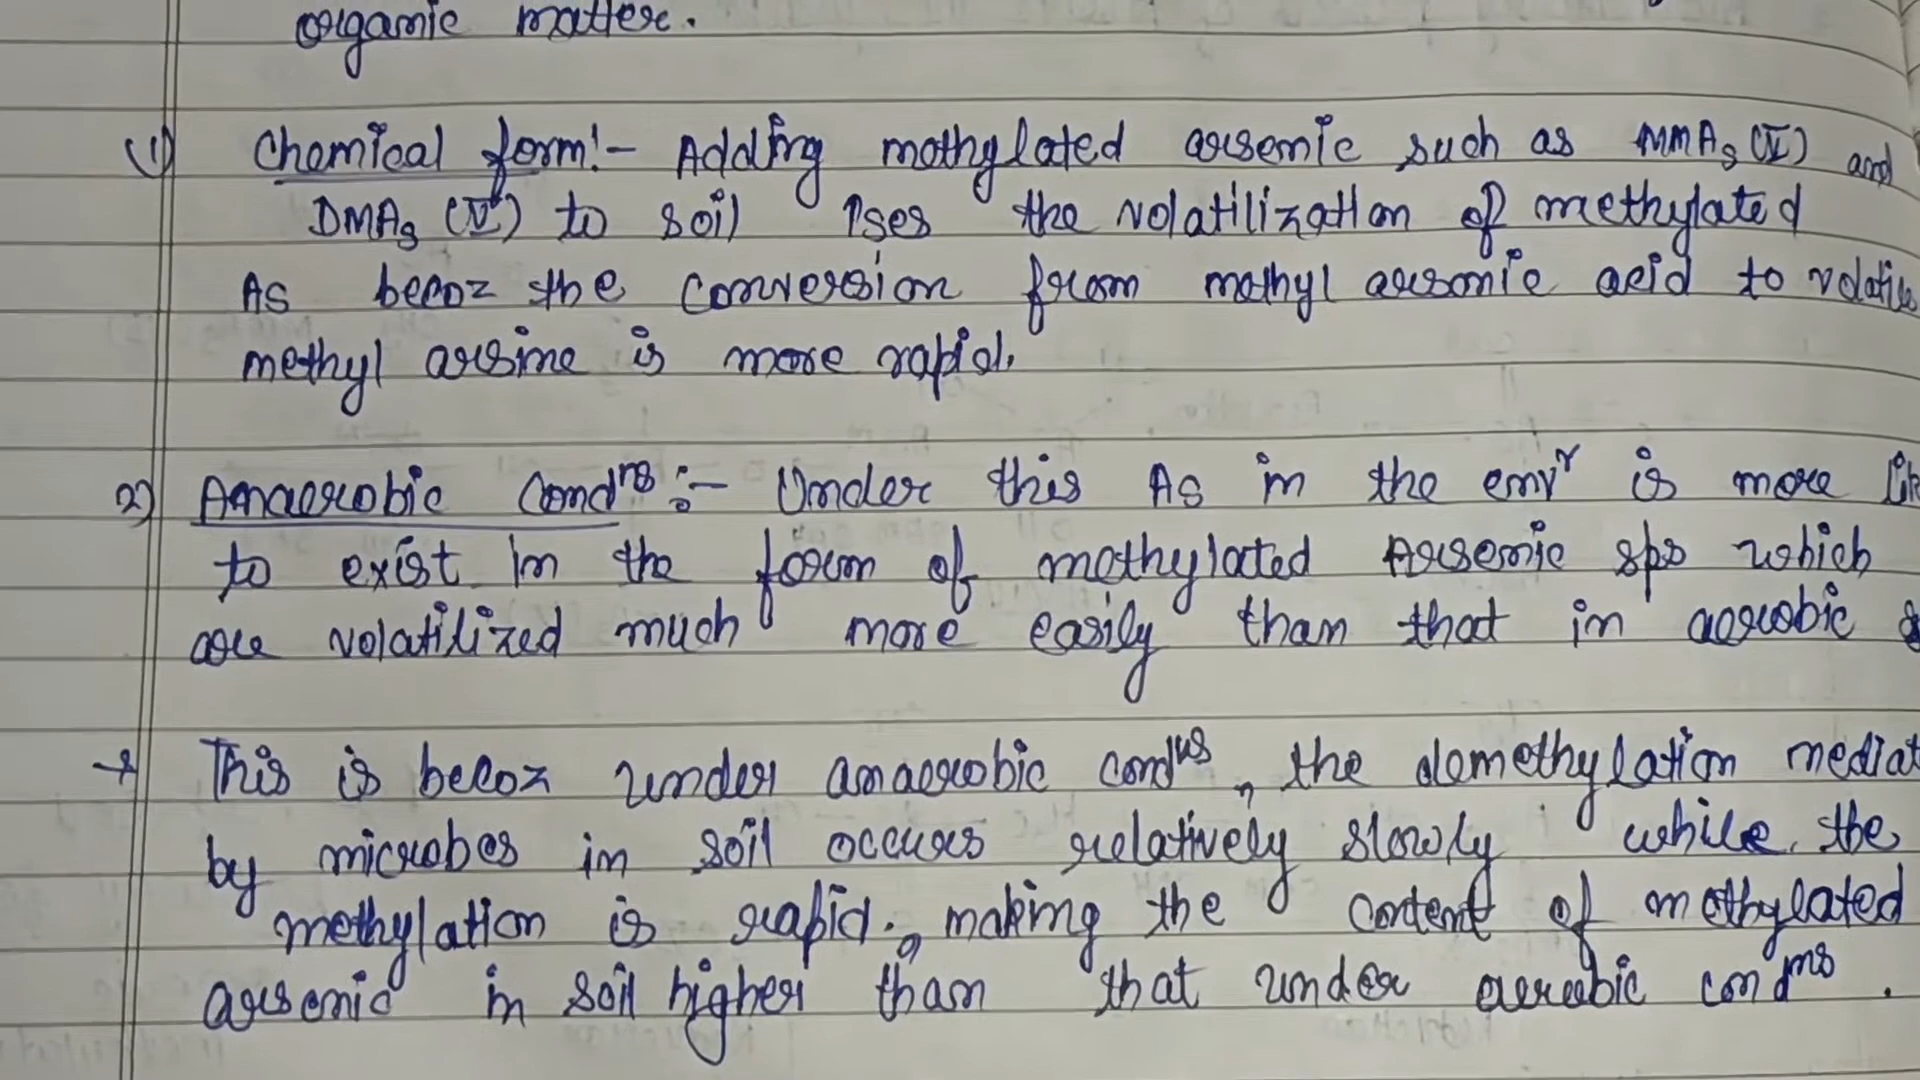 organic matter.
(1) Chemical form:- Adding methylated arsenic such as MMAs (V) and
DMAs (V) to soil ↑ses the volatilization of methylated
As becoz the conversion from methyl arsonic acid to volatile
methyl arsine is more rapid.
2) Anaerobic condns :- Under this As in the envr is more
to exist in the form of methylated Arsenic sps which
are volatilized much more easily than that in aerobic
→ This is becoz under anaerobic condns, the demethylation mediat
by microbes in soil occurs relatively slowly while the
methylation is rapid, making the content of methylated
arsenic in soil higher than that under aerobic condns.